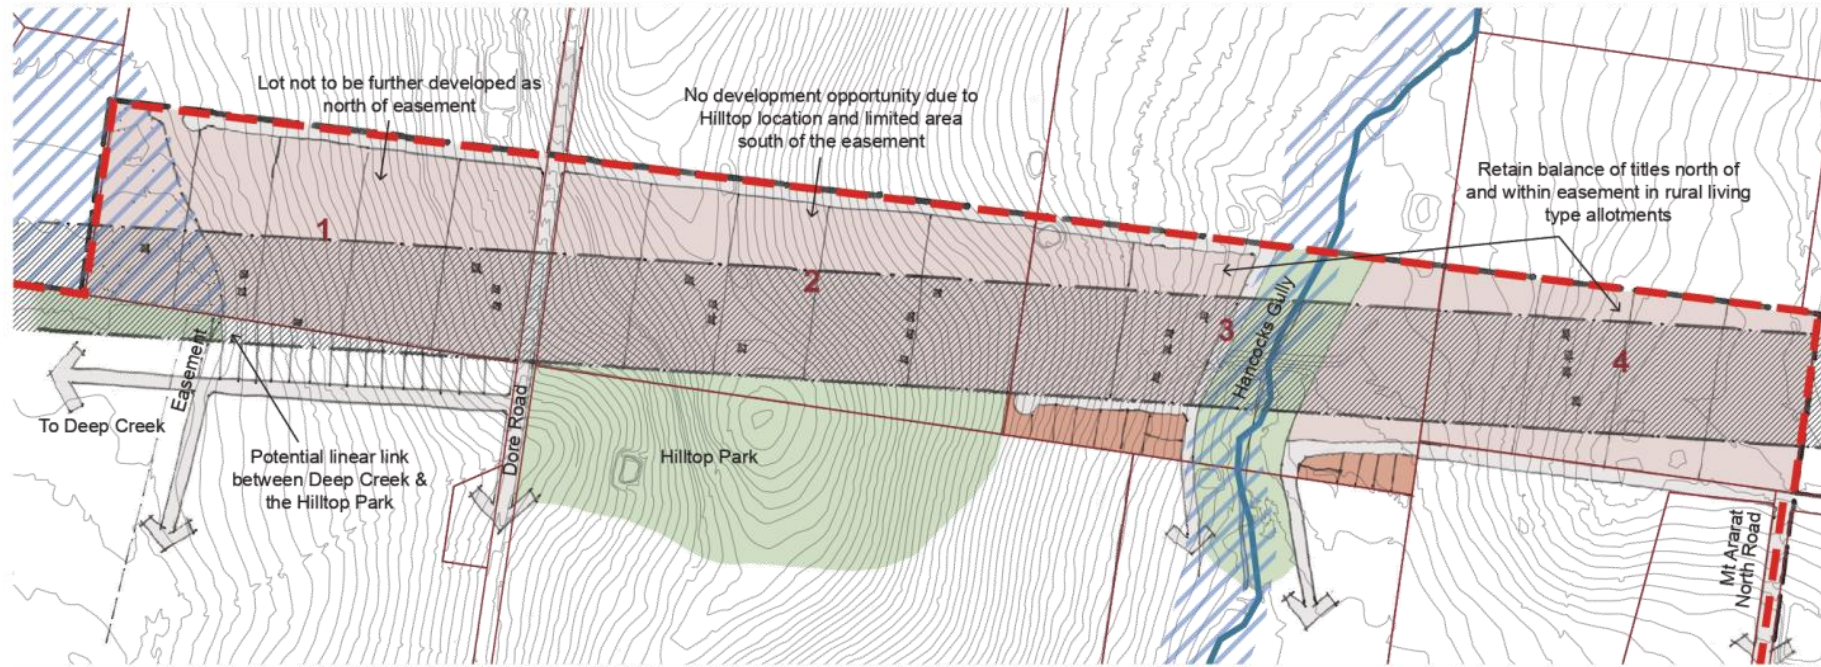 Lot not to be further developed as
north of easement
No development opportunity due to
Hilltop location and limited area
south of the easement
Retain balance of titles north of
and within easement in rural living
type allotments
1
2
3
4
Hancocks Gully
Easement
Dore Road
To Deep Creek
Potential linear link
between Deep Creek &
the Hilltop Park
Hilltop Park
Mt Ararat
North Road